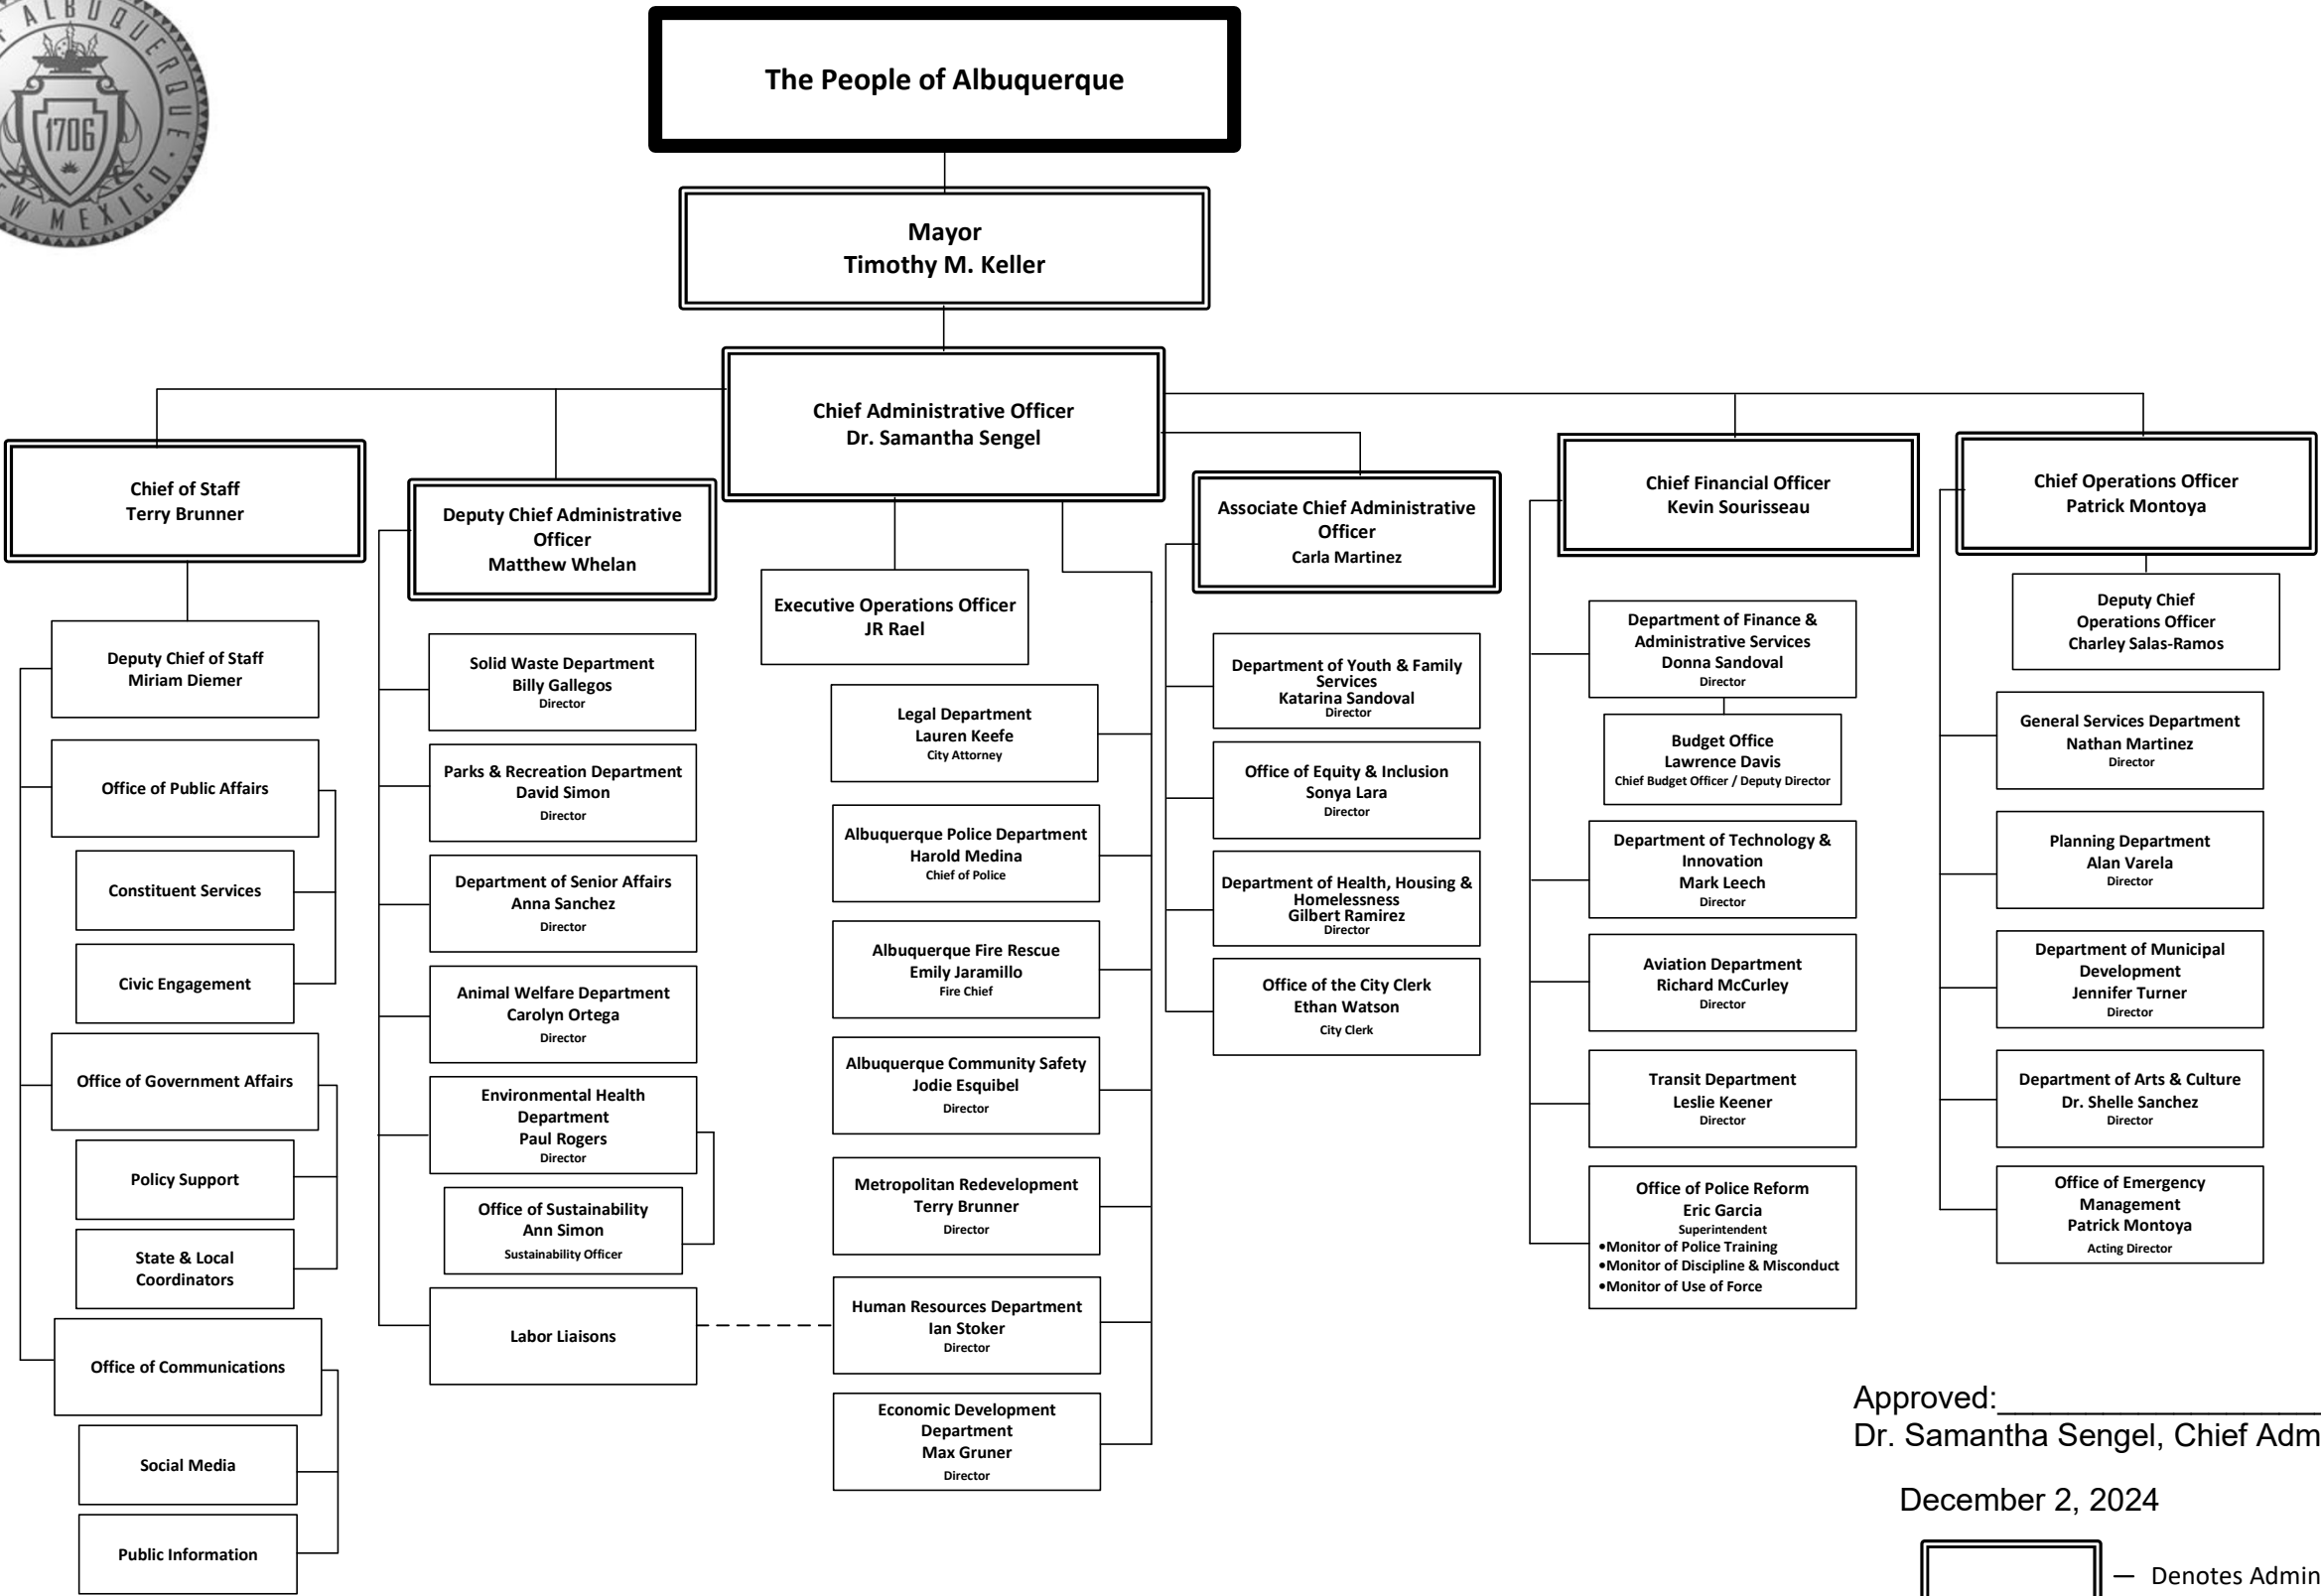 ALBUQUERQUE
1706
NEW MEXICO
The People of Albuquerque
Mayor
Timothy M. Keller
Chief Administrative Officer
Dr. Samantha Sengel
Chief of Staff
Terry Brunner
Deputy Chief of Staff
Miriam Diemer
Office of Public Affairs
Constituent Services
Civic Engagement
Office of Government Affairs
Policy Support
State & Local
Coordinators
Office of Communications
Social Media
Public Information
Deputy Chief Administrative
Officer
Matthew Whelan
Solid Waste Department
Billy Gallegos
Director
Parks & Recreation Department
David Simon
Director
Department of Senior Affairs
Anna Sanchez
Director
Animal Welfare Department
Carolyn Ortega
Director
Environmental Health
Department
Paul Rogers
Director
Office of Sustainability
Ann Simon
Sustainability Officer
Labor Liaisons
Executive Operations Officer
JR Rael
Legal Department
Lauren Keefe
City Attorney
Albuquerque Police Department
Harold Medina
Chief of Police
Albuquerque Fire Rescue
Emily Jaramillo
Fire Chief
Albuquerque Community Safety
Jodie Esquibel
Director
Metropolitan Redevelopment
Terry Brunner
Director
Human Resources Department
Ian Stoker
Director
Economic Development
Department
Max Gruner
Director
Associate Chief Administrative
Officer
Carla Martinez
Department of Youth & Family
Services
Katarina Sandoval
Director
Office of Equity & Inclusion
Sonya Lara
Director
Department of Health, Housing &
Homelessness
Gilbert Ramirez
Director
Office of the City Clerk
Ethan Watson
City Clerk
Chief Financial Officer
Kevin Sourisseau
Department of Finance &
Administrative Services
Donna Sandoval
Director
Budget Office
Lawrence Davis
Chief Budget Officer / Deputy Director
Department of Technology &
Innovation
Mark Leech
Director
Aviation Department
Richard McCurley
Director
Transit Department
Leslie Keener
Director
Office of Police Reform
Eric Garcia
Superintendent
•Monitor of Police Training
•Monitor of Discipline & Misconduct
•Monitor of Use of Force
Chief Operations Officer
Patrick Montoya
Deputy Chief
Operations Officer
Charley Salas-Ramos
General Services Department
Nathan Martinez
Director
Planning Department
Alan Varela
Director
Department of Municipal
Development
Jennifer Turner
Director
Department of Arts & Culture
Dr. Shelle Sanchez
Director
Office of Emergency
Management
Patrick Montoya
Acting Director
Approved:____________________
Dr. Samantha Sengel, Chief Adm
December 2, 2024
— Denotes Admin